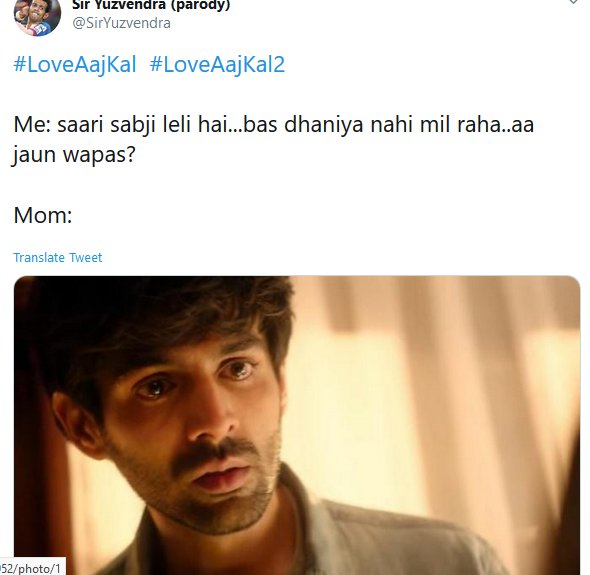 Sir Yuzvendra (parody)
@SirYuzvendra
#LoveAajKal #LoveAajKal2
Me: saari sabji leli hai...bas dhaniya nahi mil raha..aa
jaun wapas?
Mom:
Translate Tweet
52/photo/1